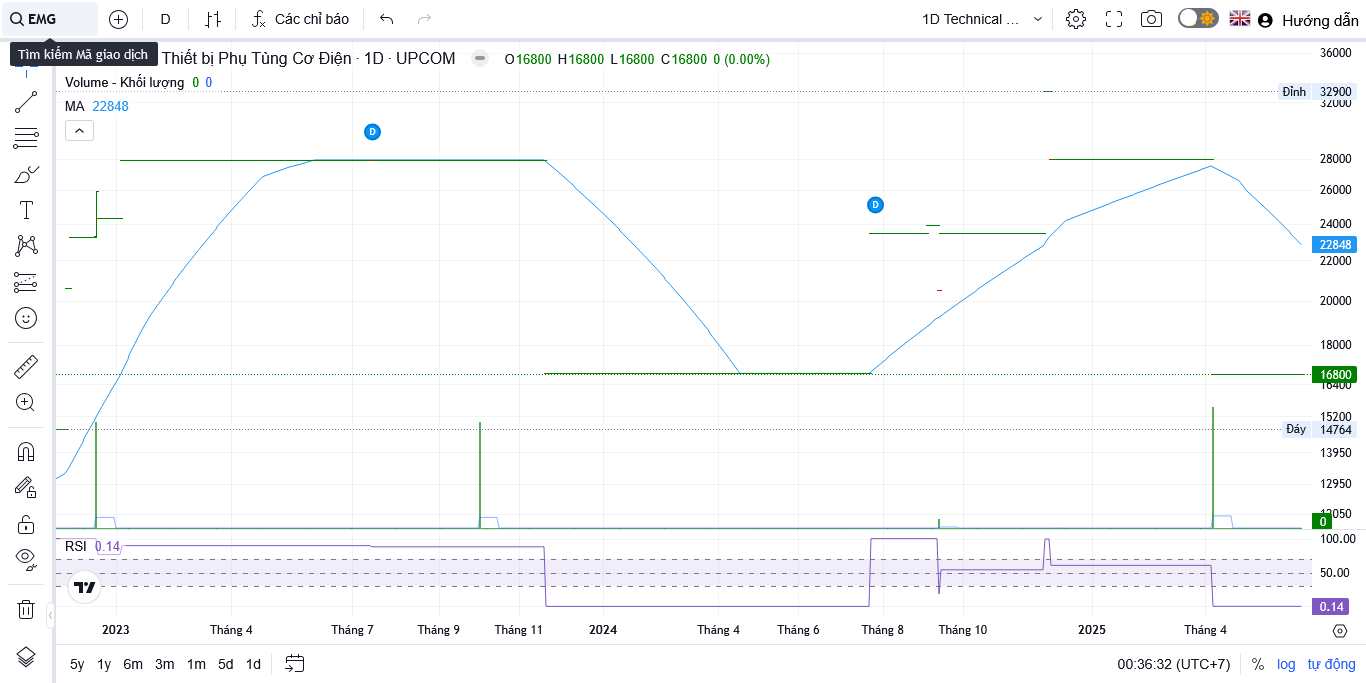 EMG
D
Các chỉ báo
1D Technical ...
Hướng dẫn
Tìm kiếm Mã giao dịch
Thiết bị Phụ Tùng Cơ Điện · 1D · UPCOM
O16800 H16800 L16800 C16800 0 (0.00%)
Volume - Khối lượng 0 0
MA 22848
D
D
36000
Đỉnh 32900
32000
28000
26000
24000
22848
22000
20000
18000
16800
16400
15200
Đáy 14764
13950
12950
12050
0
RSI 0.14
100.00
50.00
0.14
2023 Tháng 4 Tháng 7 Tháng 9 Tháng 11 2024 Tháng 4 Tháng 6 Tháng 8 Tháng 10 2025 Tháng 4
5y 1y 6m 3m 1m 5d 1d
00:36:32 (UTC+7) % log tự động